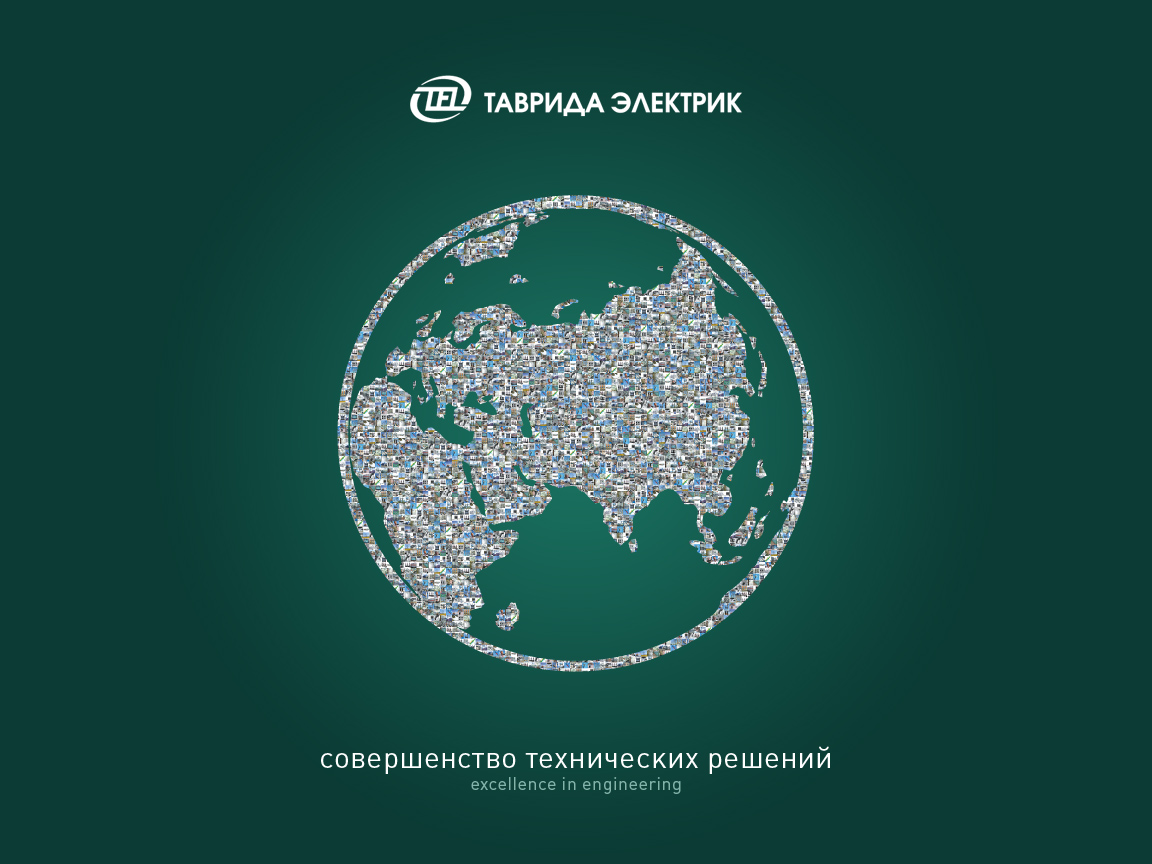 TEL ТАВРИДА ЭЛЕКТРИК
совершенство технических решений
excellence in engineering